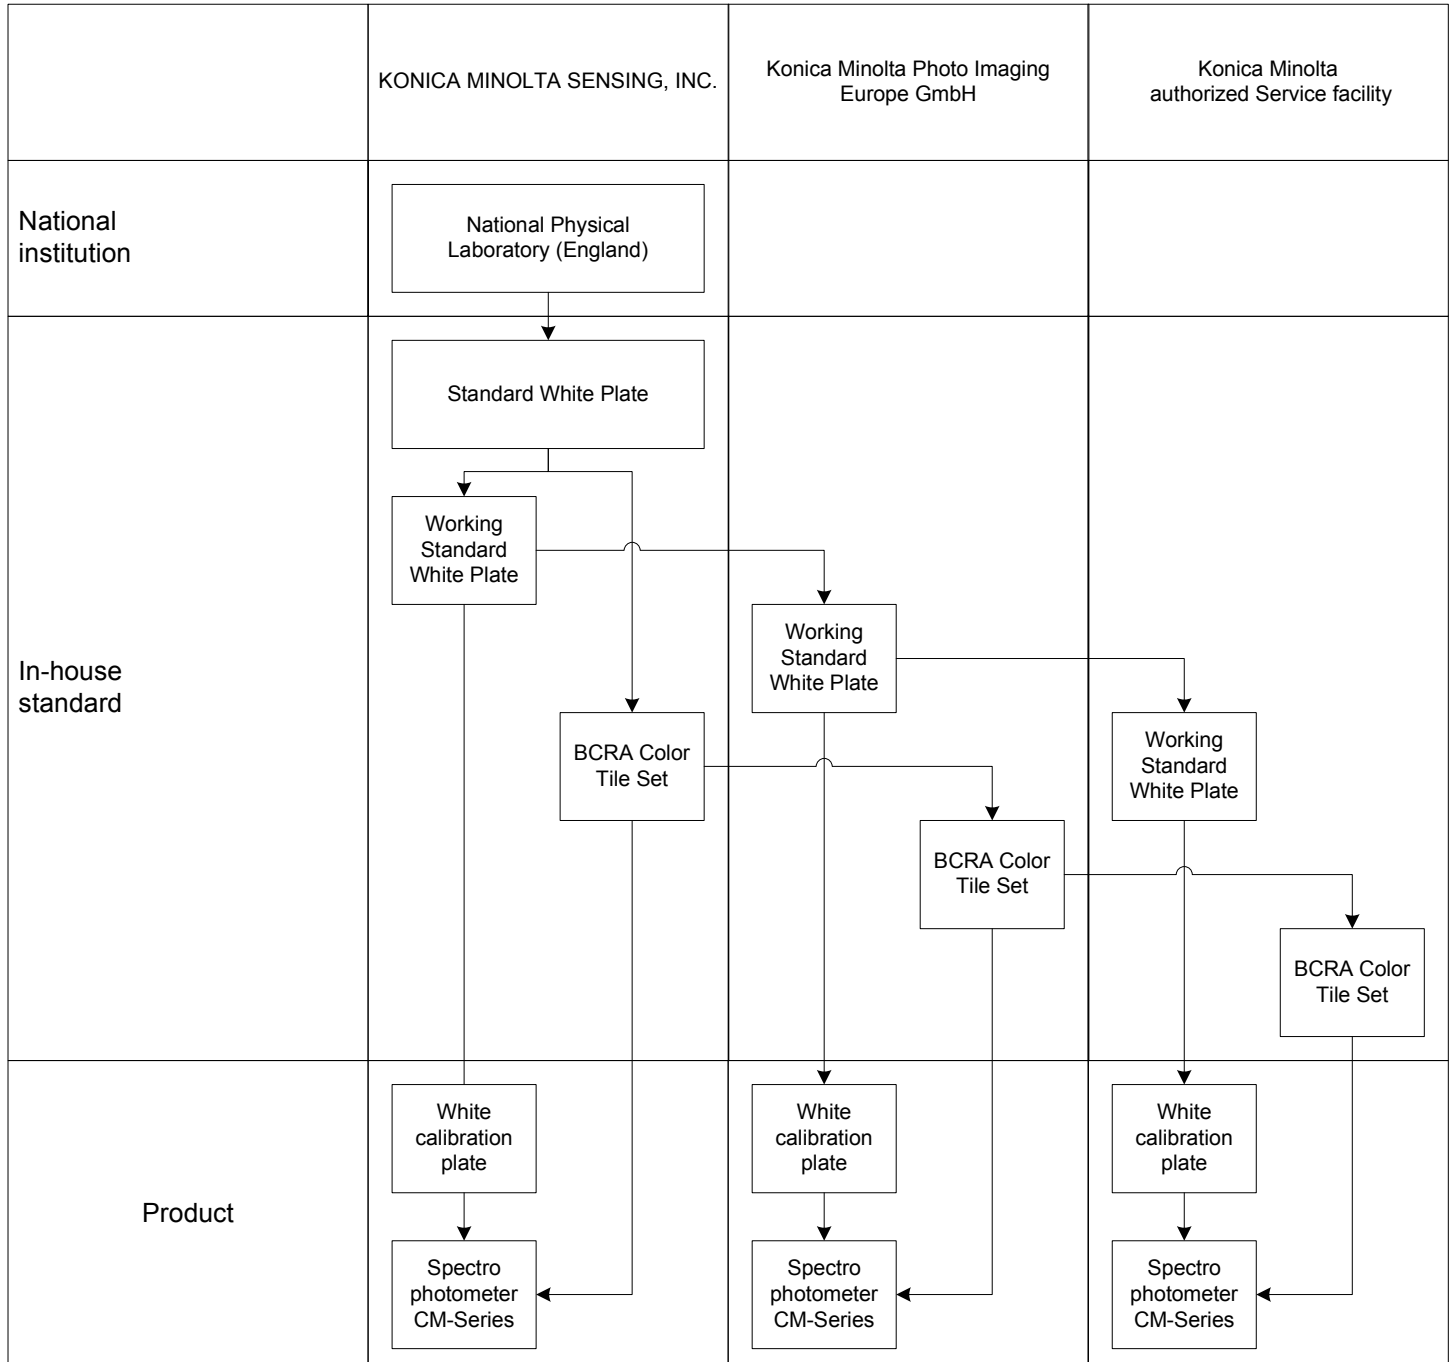 KONICA MINOLTA SENSING, INC.
Konica Minolta Photo Imaging
Europe GmbH
Konica Minolta
authorized Service facility
National
institution
National Physical
Laboratory (England)
In-house
standard
Standard White Plate
Working
Standard
White Plate
Working
Standard
White Plate
BCRA Color
Tile Set
Working
Standard
White Plate
BCRA Color
Tile Set
BCRA Color
Tile Set
Product
White
calibration
plate
White
calibration
plate
White
calibration
plate
Spectro
photometer
CM-Series
Spectro
photometer
CM-Series
Spectro
photometer
CM-Series